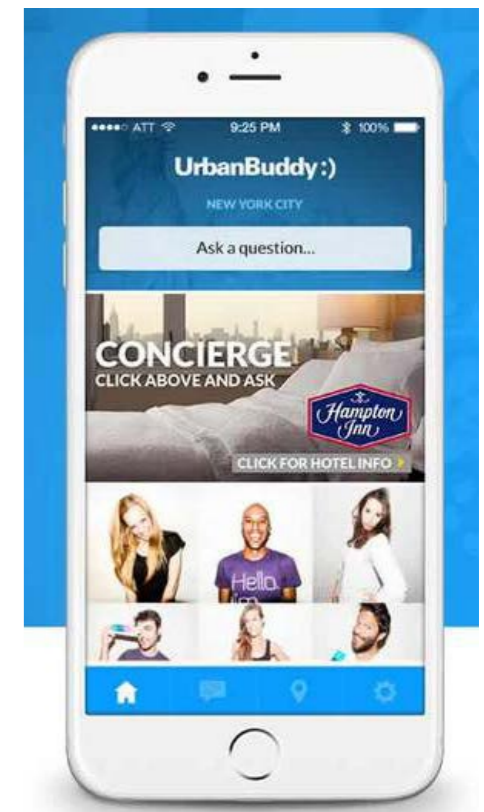 ATT 9:25 PM 100%
UrbanBuddy:)
NEW YORK CITY
Ask a question...
CONCIERGE
CLICK ABOVE AND ASK
Hampton
Inn
CLICK FOR HOTEL INFO
Hello.
I'm